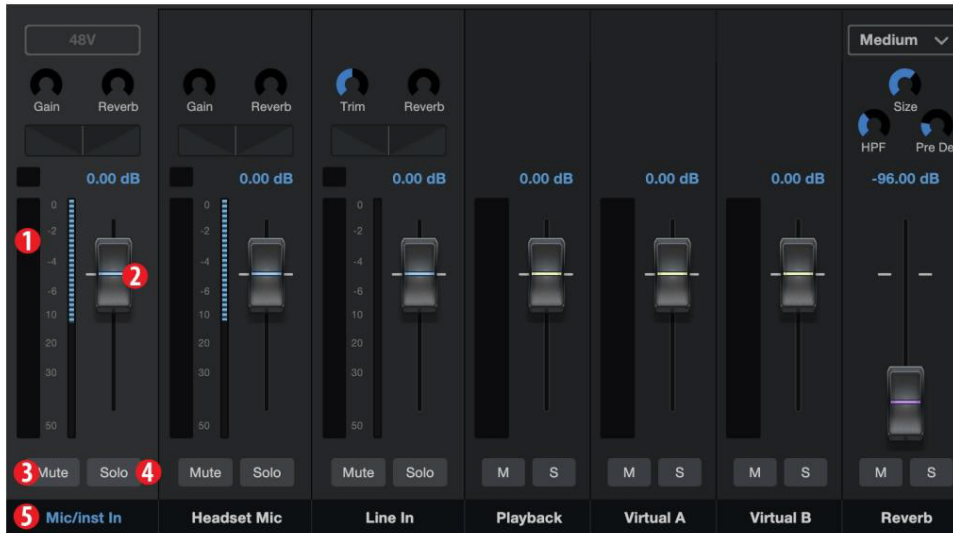 48V
Medium
Gain Reverb Gain Reverb Trim Reverb Size
HPF Pre De
0.00 dB 0.00 dB 0.00 dB 0.00 dB 0.00 dB 0.00 dB -96.00 dB
0 0 0
1 -2 -2 -2
-4 -4 -4
2
-6 -6 -6
10 10 10
20 20 20
30 30 30
50 50 50
3 Mute Solo 4 Mute Solo Mute Solo M S M S M S M S
5 Mic/inst In Headset Mic Line In Playback Virtual A Virtual B Reverb